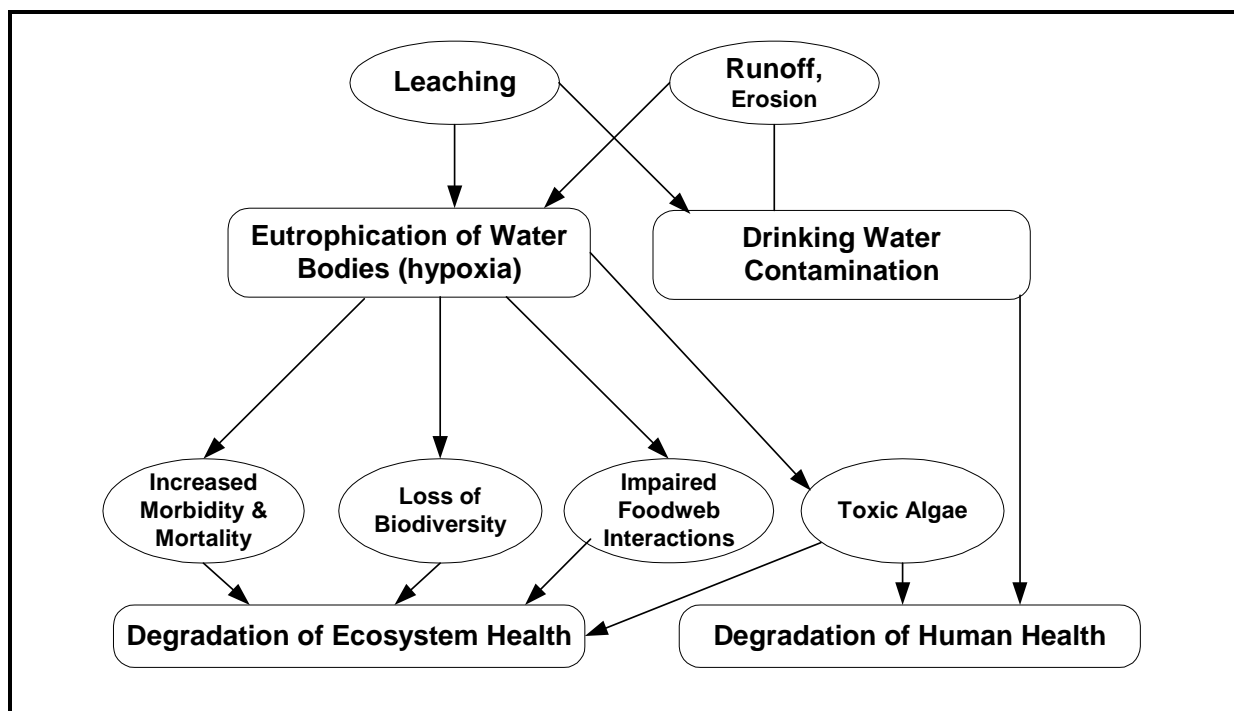 Leaching
Runoff,
Erosion
Eutrophication of Water
Bodies (hypoxia)
Drinking Water
Contamination
Increased
Morbidity &
Mortality
Loss of
Biodiversity
Impaired
Foodweb
Interactions
Toxic Algae
Degradation of Ecosystem Health
Degradation of Human Health